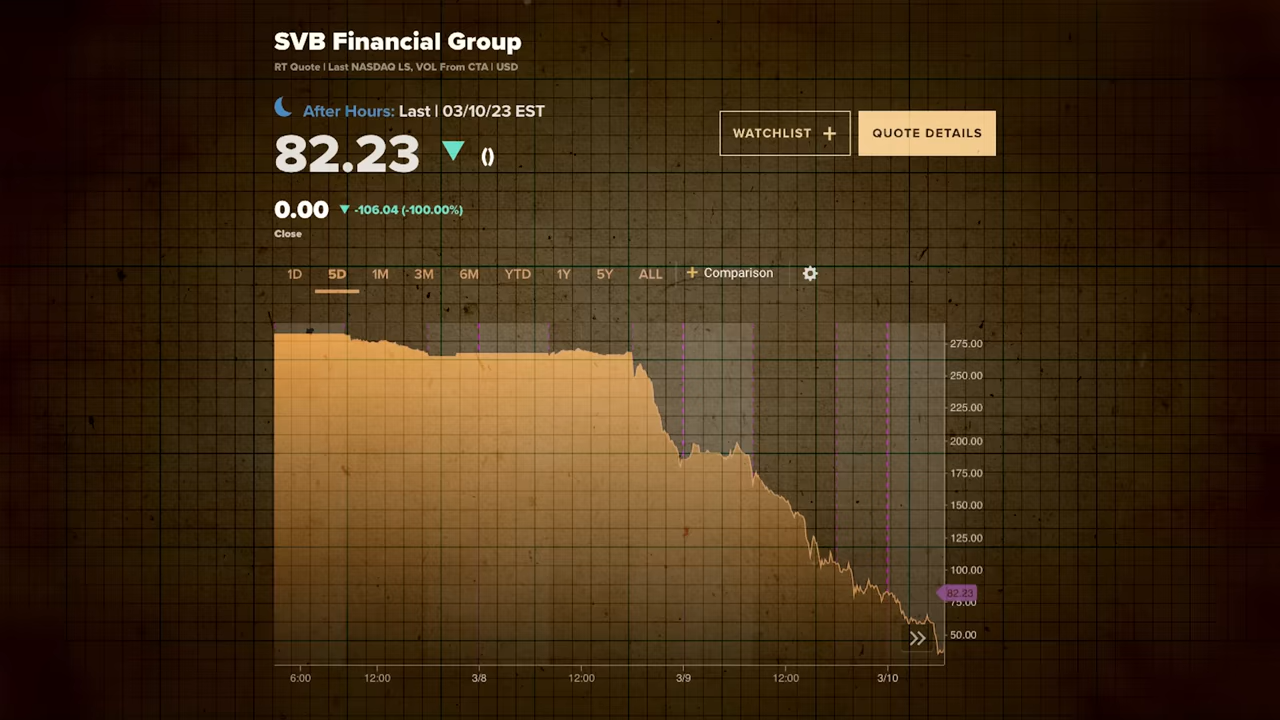 SVB Financial Group
RT Quote | Last NASDAQ LS, VOL From CTA | USD
After Hours: Last | 03/10/23 EST
82.23 ()
WATCHLIST +
QUOTE DETAILS
0.00 -106.04 (-100.00%)
Close
1D 5D 1M 3M 6M YTD 1Y 5Y ALL + Comparison
275.00
250.00
225.00
200.00
175.00
150.00
125.00
100.00
82.23
75.00
50.00
6:00 12:00 3/8 12:00 3/9 12:00 3/10